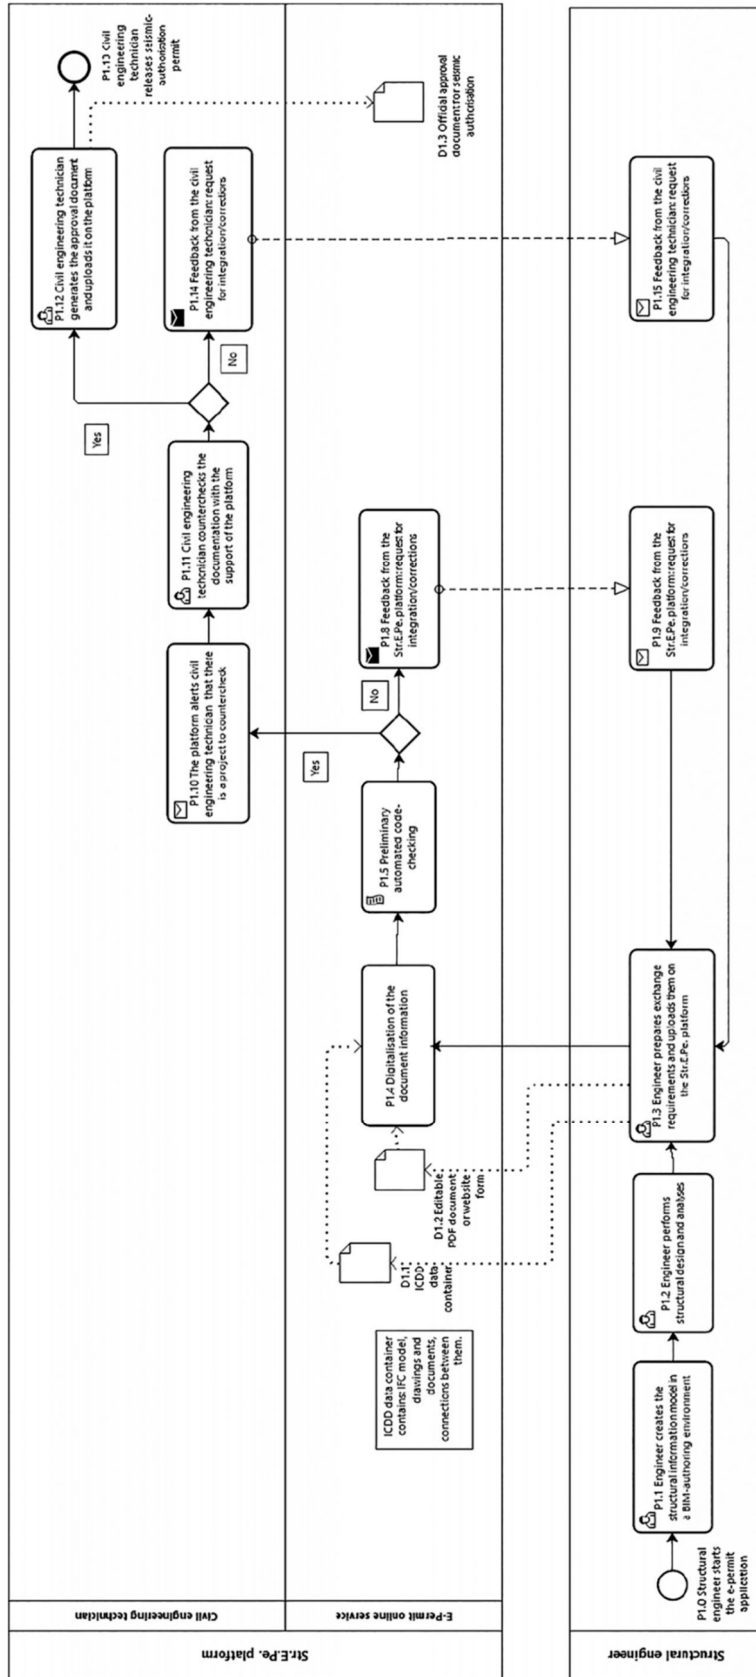 Str.E.Pe. platform
Civil engineering technician
P1.10 The platform alerts civil
engineering technician that there
is a project to countercheck
P1.11 Civil engineering
technician counterchecks the
documentation with the
support of the platform
Yes
No
P1.12 Civil engineering technician
generates the approval document
and uploads it on the platform
P1.13 Civil
engineering
technician
releases seismic-
authorisation
permit
P1.14 Feedback from the civil
engineering technician: request
for integration/corrections
E-Permit online service
ICDD data container
contains: IFC model,
drawings and
documents,
connections between
them.
D1.1
ICDD
data-
container
D1.2 Editable
PDF document
or website
form
P1.4 Digitalisation of the
document information
P1.5 Preliminary
automated code-
checking
Yes
No
P1.8 Feedback from the
Str.E.Pe. platform:request for
integration/corrections
D1.3 Official approval
document for seismic
authorisation
Structural engineer
P1.0 Structural
engineer starts
the e-permit
application
P1.1 Engineer creates the
structural information model in
a BIM-authoring environment
P1.2 Engineer performs
structural design and analyses
P1.3 Engineer prepares exchange
requirements and uploads them on
the Str.E.Pe. platform
P1.9 Feedback from the
Str.E.Pe. platform:request for
integration/corrections
P1.15 Feedback from the civil
engineering technician: request
for integration/corrections